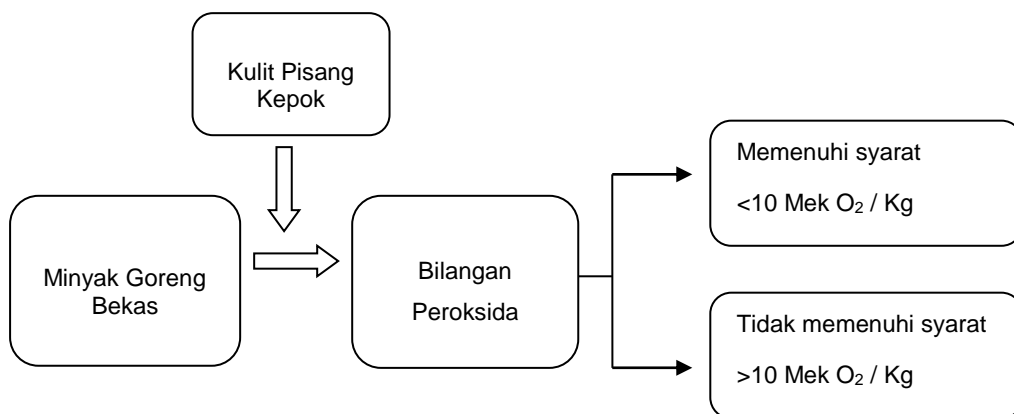 Kulit Pisang
Kepok
Minyak Goreng
Bekas
Bilangan
Peroksida
Memenuhi syarat
<10 Mek O₂ / Kg
Tidak memenuhi syarat
>10 Mek O₂ / Kg